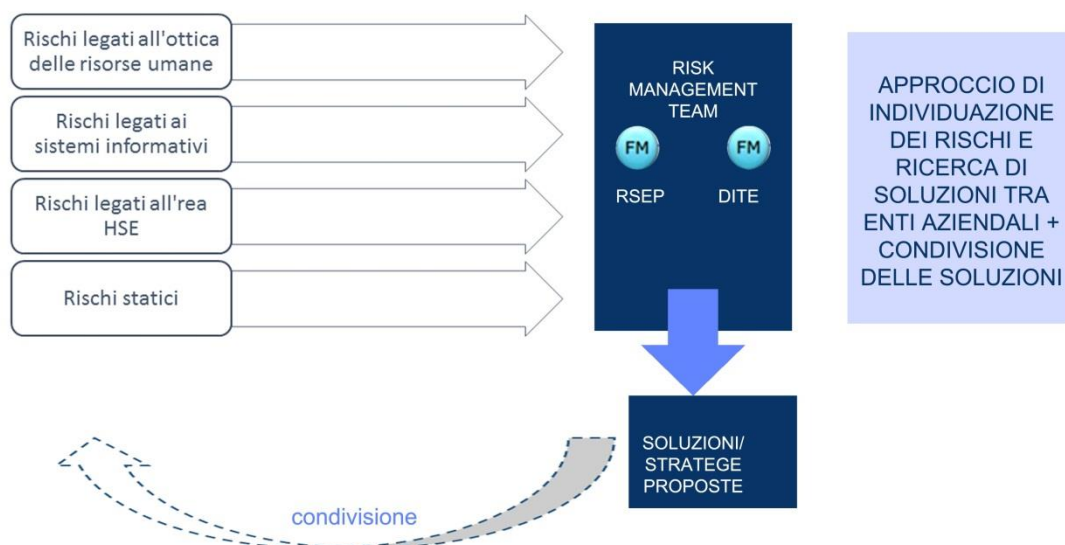 Rischi legati all'ottica
delle risorse umane
Rischi legati ai
sistemi informativi
Rischi legati all'rea
HSE
Rischi statici
RISK
MANAGEMENT
TEAM
FM
FM
RSEP
DITE
SOLUZIONI/
STRATEGE
PROPOSTE
condivisione
APPROCCIO DI
INDIVIDUAZIONE
DEI RISCHI E
RICERCA DI
SOLUZIONI TRA
ENTI AZIENDALI +
CONDIVISIONE
DELLE SOLUZIONI